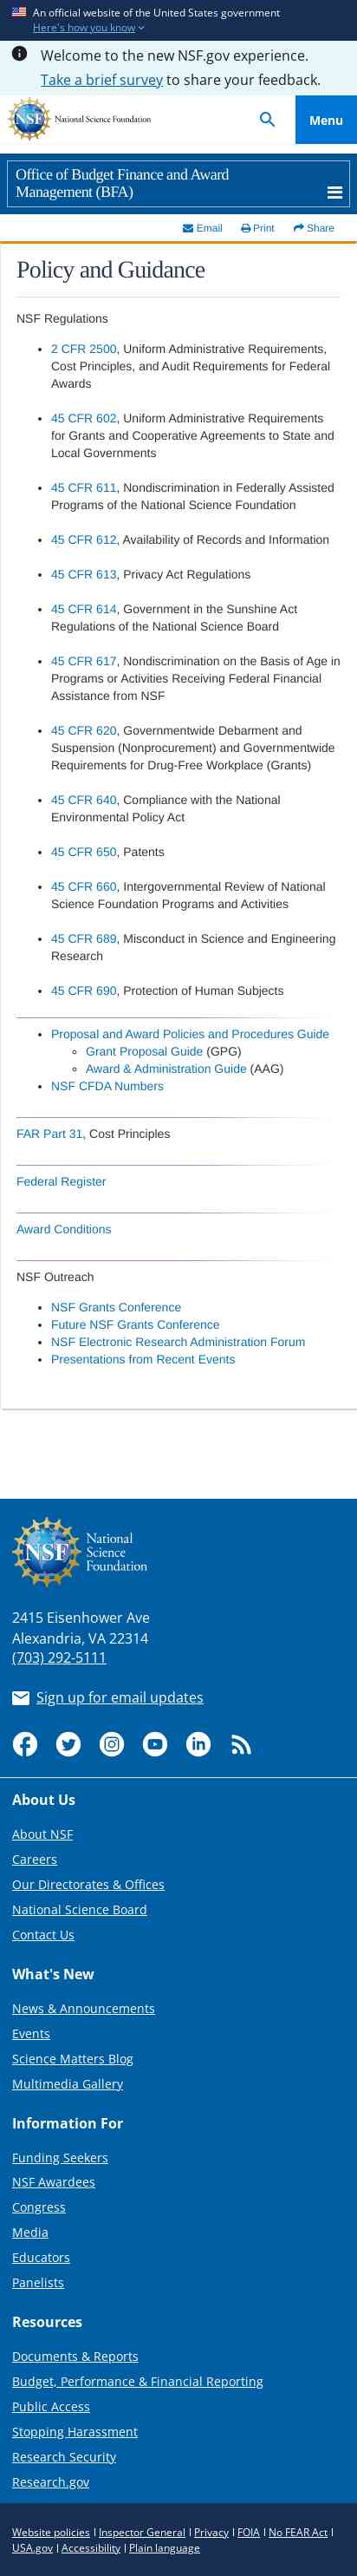 An official website of the United States government
Here's how you know
Welcome to the new NSF.gov experience.
Take a brief survey to share your feedback.
NSF National Science Foundation
Menu
Office of Budget Finance and Award
Management (BFA)
Email Print Share
Policy and Guidance
NSF Regulations
• 2 CFR 2500, Uniform Administrative Requirements,
Cost Principles, and Audit Requirements for Federal
Awards
• 45 CFR 602, Uniform Administrative Requirements
for Grants and Cooperative Agreements to State and
Local Governments
• 45 CFR 611, Nondiscrimination in Federally Assisted
Programs of the National Science Foundation
• 45 CFR 612, Availability of Records and Information
• 45 CFR 613, Privacy Act Regulations
• 45 CFR 614, Government in the Sunshine Act
Regulations of the National Science Board
• 45 CFR 617, Nondiscrimination on the Basis of Age in
Programs or Activities Receiving Federal Financial
Assistance from NSF
• 45 CFR 620, Governmentwide Debarment and
Suspension (Nonprocurement) and Governmentwide
Requirements for Drug-Free Workplace (Grants)
• 45 CFR 640, Compliance with the National
Environmental Policy Act
• 45 CFR 650, Patents
• 45 CFR 660, Intergovernmental Review of National
Science Foundation Programs and Activities
• 45 CFR 689, Misconduct in Science and Engineering
Research
• 45 CFR 690, Protection of Human Subjects
• Proposal and Award Policies and Procedures Guide
◦ Grant Proposal Guide (GPG)
◦ Award & Administration Guide (AAG)
• NSF CFDA Numbers
FAR Part 31, Cost Principles
Federal Register
Award Conditions
NSF Outreach
• NSF Grants Conference
• Future NSF Grants Conference
• NSF Electronic Research Administration Forum
• Presentations from Recent Events
NSF
National
Science
Foundation
2415 Eisenhower Ave
Alexandria, VA 22314
(703) 292-5111
Sign up for email updates
About Us
About NSF
Careers
Our Directorates & Offices
National Science Board
Contact Us
What's New
News & Announcements
Events
Science Matters Blog
Multimedia Gallery
Information For
Funding Seekers
NSF Awardees
Congress
Media
Educators
Panelists
Resources
Documents & Reports
Budget, Performance & Financial Reporting
Public Access
Stopping Harassment
Research Security
Research.gov
Website policies | Inspector General | Privacy | FOIA | No FEAR Act |
USA.gov | Accessibility | Plain language